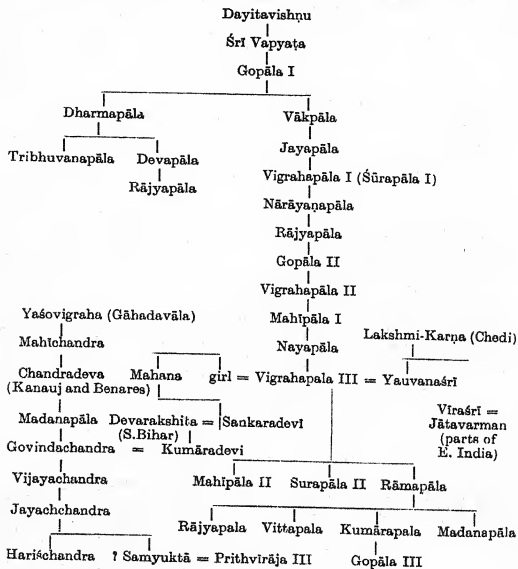 Dayitavishṇu
Śrī Vapyaṭa
Gopāla I
Dharmapāla Vākpāla
Tribhuvanapāla Devapāla Jayapāla
Rājyapāla Vigrahapāla I (Śūrapāla I)
Nārāyaṇapāla
Rājyapāla
Gopāla II
Vigrahapāla II
Yaśovigraha (Gāhadavāla) Mahīpāla I
Lakshmi-Karṇa (Chedi)
Mahīchandra Nayapāla
Chandradeva Mahana girl = Vigrahapala III = Yauvanaśrī
(Kanauj and Benares)
Madanapāla Devarakshita = Sankaradevī Vīraśrī =
(S.Bihar) Jātavarman
Govindachandra = Kumāradevi (parts of
E. India)
Vijayachandra Mahīpāla II Surapāla II Rāmapāla
Jayachchandra
Rājyapala Vittapala Kumārapala Madanapāla
Hariśchandra ? Samyuktā = Prithvīrāja III Gopāla III